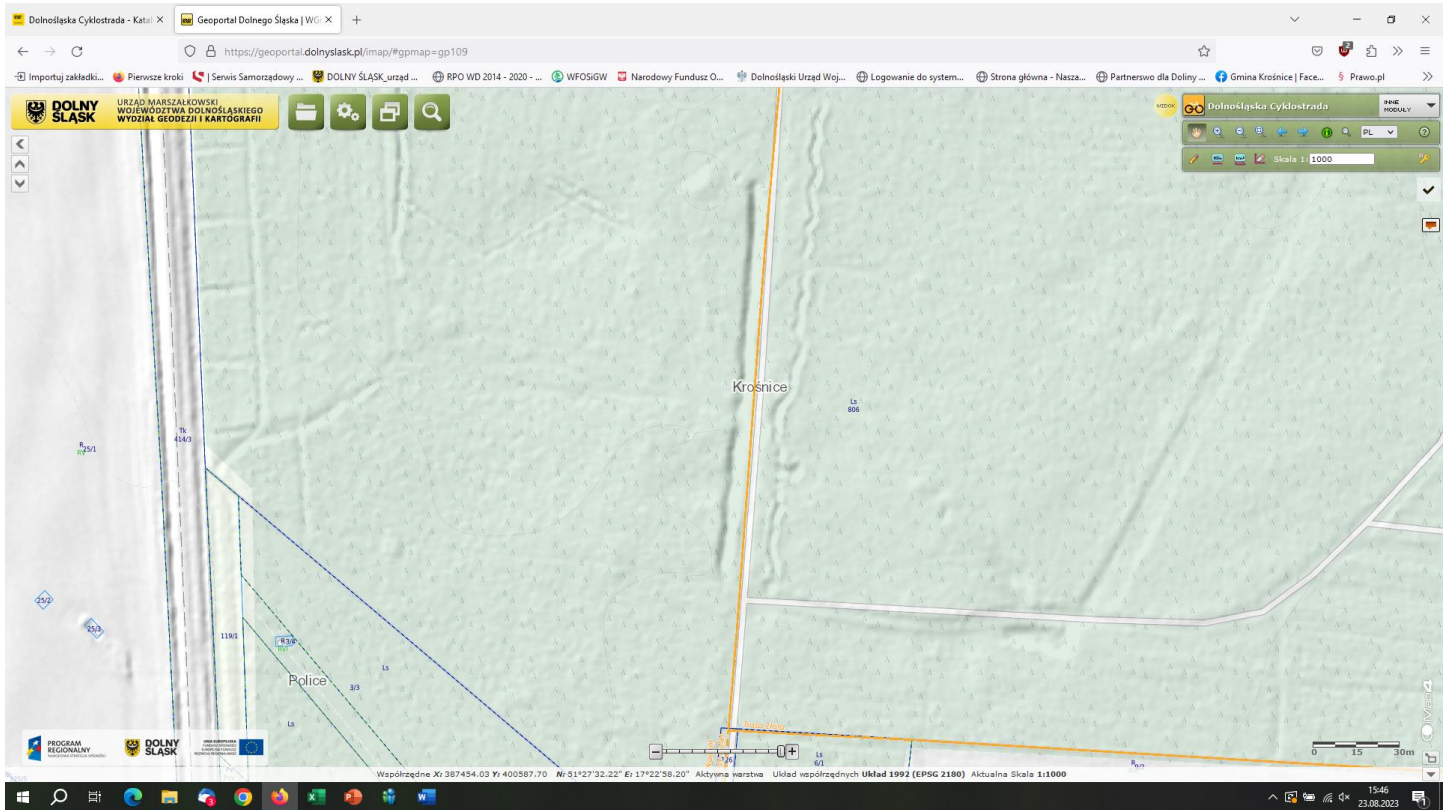 Dolnośląska Cyklostrada - Katal
Geoportal Dolnego Śląska | WG
https://geoportal.dolnyslask.pl/imap/#gpmap=gp109
Importuj zakładki...
Pierwsze kroki
| Serwis Samorządowy ...
DOLNY ŚLĄSK_urząd ...
RPO WD 2014 - 2020 - ...
WFOSiGW
Narodowy Fundusz O...
Dolnośląski Urząd Woj...
Logowanie do system...
Strona główna - Nasza...
Partnerswo dla Doliny ...
Gmina Krośnice | Face...
Prawo.pl
DOLNY ŚLĄSK
URZĄD MARSZAŁKOWSKI
WOJEWÓDZTWA DOLNOŚLĄSKIEGO
WYDZIAŁ GEODEZJI I KARTOGRAFII
WIDOK
Dolnośląska Cyklostrada
INNE MODUŁY
PL
Skala 1: 1000
Krośnice
Ls
806
Tk
414/3
R
25/1
25/2
25/3
119/1
Ls
3/3
Police
Ls
Ls
6/1
0 15 30m
PROGRAM
REGIONALNY
DOLNY
ŚLĄSK
Współrzędne X: 387454.03 Y: 400587.70 N: 51°27'32.22" E: 17°22'58.20" Aktywna warstwa Układ współrzędnych Układ 1992 (EPSG 2180) Aktualna Skala 1:1000
15:46
23.08.2023